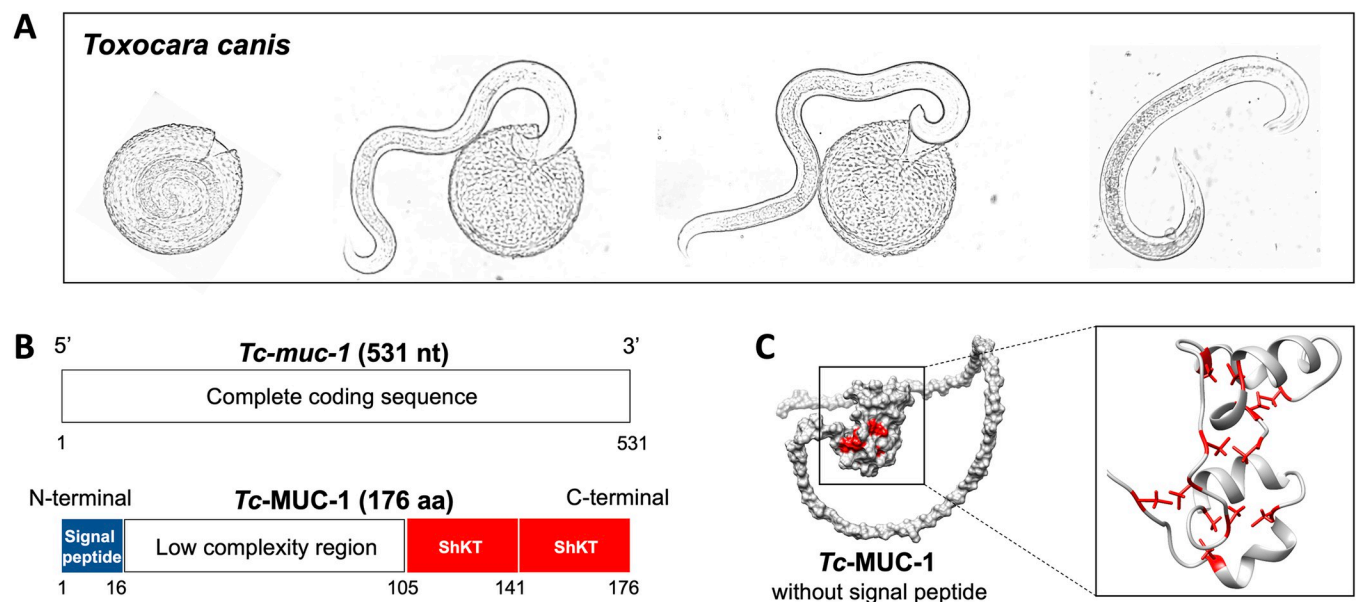 A
Toxocara canis
B
5’
Tc-muc-1 (531 nt)
3’
Complete coding sequence
1
531
N-terminal
Tc-MUC-1 (176 aa)
C-terminal
Signal
peptide
Low complexity region
ShKT
ShKT
1
16
105
141
176
C
Tc-MUC-1
without signal peptide